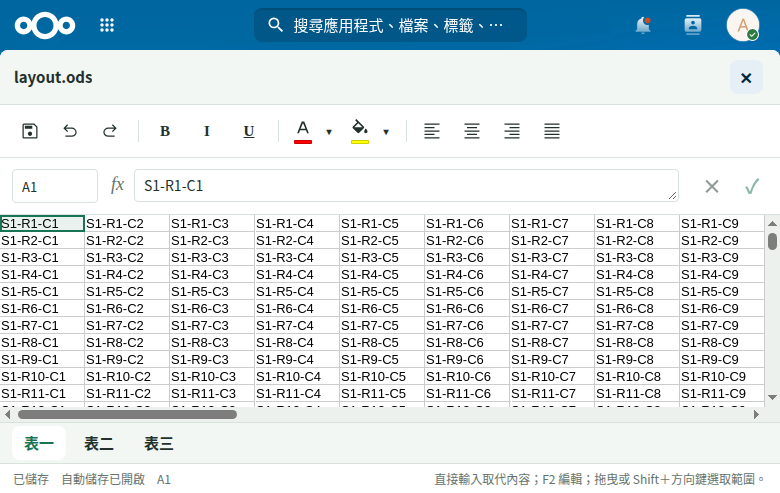 搜尋應用程式、檔案、標籤、…
A
layout.ods
B I U A
A1 fx S1-R1-C1
S1-R1-C1 S1-R1-C2 S1-R1-C3 S1-R1-C4 S1-R1-C5 S1-R1-C6 S1-R1-C7 S1-R1-C8 S1-R1-C9
S1-R2-C1 S1-R2-C2 S1-R2-C3 S1-R2-C4 S1-R2-C5 S1-R2-C6 S1-R2-C7 S1-R2-C8 S1-R2-C9
S1-R3-C1 S1-R3-C2 S1-R3-C3 S1-R3-C4 S1-R3-C5 S1-R3-C6 S1-R3-C7 S1-R3-C8 S1-R3-C9
S1-R4-C1 S1-R4-C2 S1-R4-C3 S1-R4-C4 S1-R4-C5 S1-R4-C6 S1-R4-C7 S1-R4-C8 S1-R4-C9
S1-R5-C1 S1-R5-C2 S1-R5-C3 S1-R5-C4 S1-R5-C5 S1-R5-C6 S1-R5-C7 S1-R5-C8 S1-R5-C9
S1-R6-C1 S1-R6-C2 S1-R6-C3 S1-R6-C4 S1-R6-C5 S1-R6-C6 S1-R6-C7 S1-R6-C8 S1-R6-C9
S1-R7-C1 S1-R7-C2 S1-R7-C3 S1-R7-C4 S1-R7-C5 S1-R7-C6 S1-R7-C7 S1-R7-C8 S1-R7-C9
S1-R8-C1 S1-R8-C2 S1-R8-C3 S1-R8-C4 S1-R8-C5 S1-R8-C6 S1-R8-C7 S1-R8-C8 S1-R8-C9
S1-R9-C1 S1-R9-C2 S1-R9-C3 S1-R9-C4 S1-R9-C5 S1-R9-C6 S1-R9-C7 S1-R9-C8 S1-R9-C9
S1-R10-C1 S1-R10-C2 S1-R10-C3 S1-R10-C4 S1-R10-C5 S1-R10-C6 S1-R10-C7 S1-R10-C8 S1-R10-C9
S1-R11-C1 S1-R11-C2 S1-R11-C3 S1-R11-C4 S1-R11-C5 S1-R11-C6 S1-R11-C7 S1-R11-C8 S1-R11-C9
表一 表二 表三
已儲存 自動儲存已開啟 A1 直接輸入取代內容；F2 編輯；拖曳或 Shift＋方向鍵選取範圍。